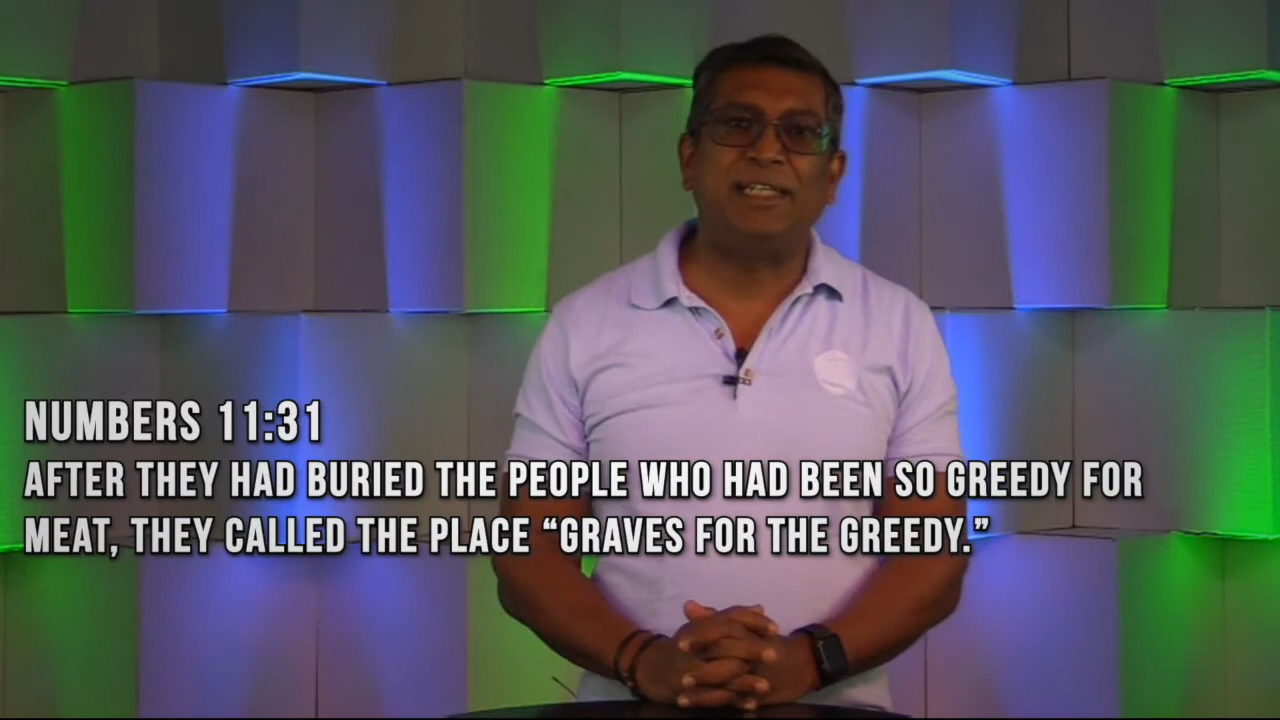 NUMBERS 11:31
AFTER THEY HAD BURIED THE PEOPLE WHO HAD BEEN SO GREEDY FOR
MEAT, THEY CALLED THE PLACE “GRAVES FOR THE GREEDY.”